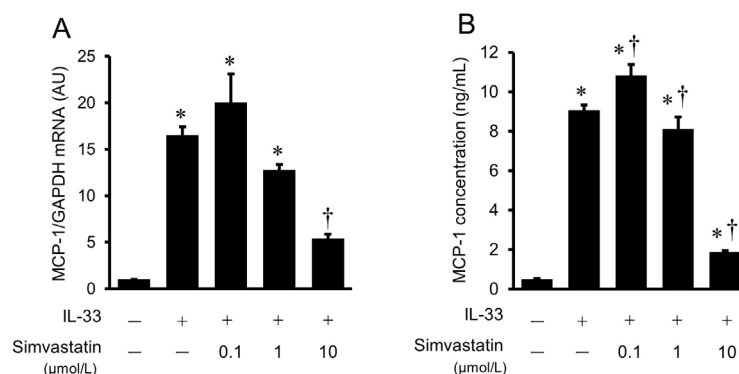 A
MCP-1/GAPDH mRNA (AU)
25
20
15
10
5
0
*
*
*
†
IL-33 — + + + +
Simvastatin — — 0.1 1 10
(μmol/L)
B
MCP-1 concentration (ng/mL)
12
10
8
6
4
2
0
*
*†
*†
*†
IL-33 — + + + +
Simvastatin — — 0.1 1 10
(μmol/L)